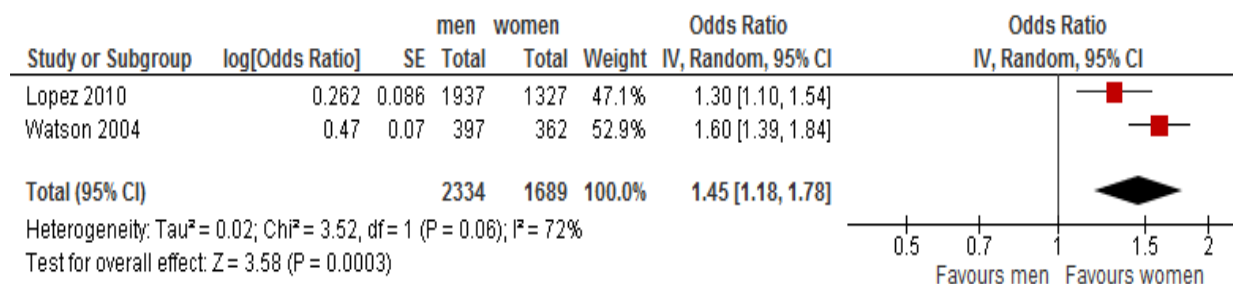 men women Odds Ratio Odds Ratio
Study or Subgroup log[Odds Ratio] SE Total Total Weight IV, Random, 95% CI IV, Random, 95% CI
Lopez 2010 0.262 0.086 1937 1327 47.1% 1.30 [1.10, 1.54]
Watson 2004 0.47 0.07 397 362 52.9% 1.60 [1.39, 1.84]
Total (95% CI) 2334 1689 100.0% 1.45 [1.18, 1.78]
Heterogeneity: Tau² = 0.02; Chi² = 3.52, df = 1 (P = 0.06); I² = 72%
Test for overall effect: Z = 3.58 (P = 0.0003)
0.5 0.7 1 1.5 2
Favours men Favours women